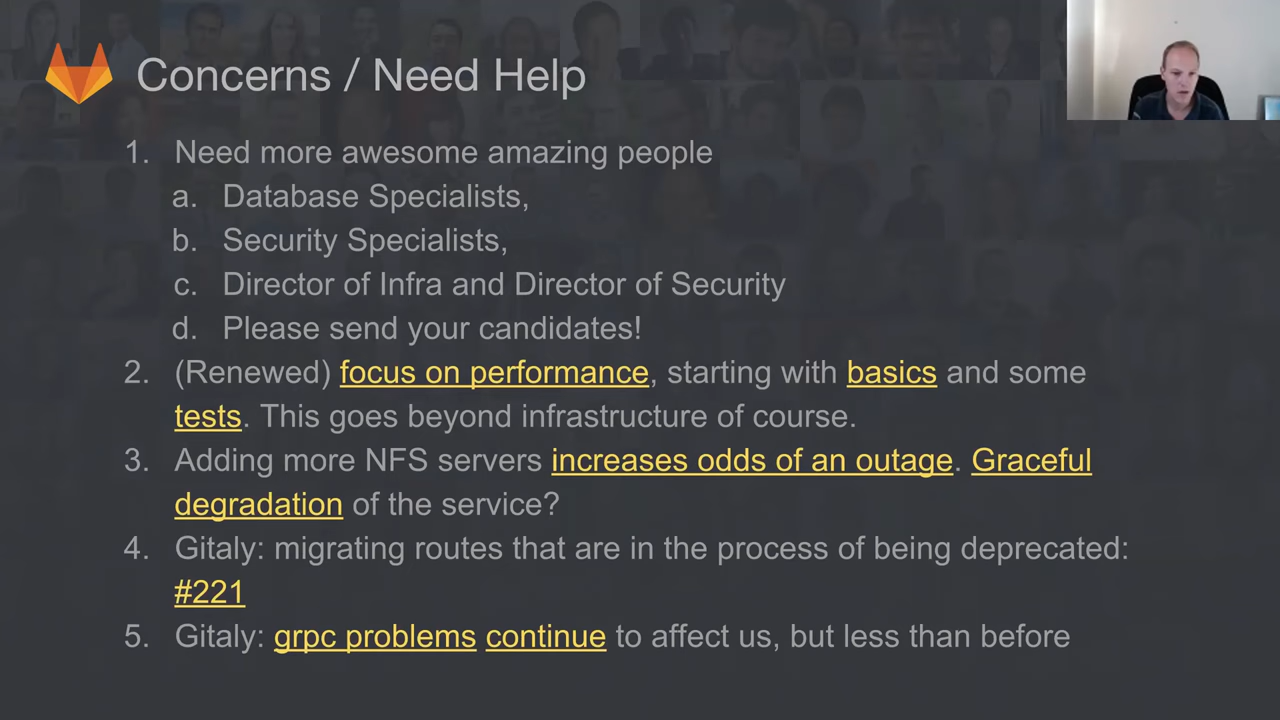 Concerns / Need Help
1. Need more awesome amazing people
a. Database Specialists,
b. Security Specialists,
c. Director of Infra and Director of Security
d. Please send your candidates!
2. (Renewed) focus on performance, starting with basics and some
tests. This goes beyond infrastructure of course.
3. Adding more NFS servers increases odds of an outage. Graceful
degradation of the service?
4. Gitaly: migrating routes that are in the process of being deprecated:
#221
5. Gitaly: grpc problems continue to affect us, but less than before